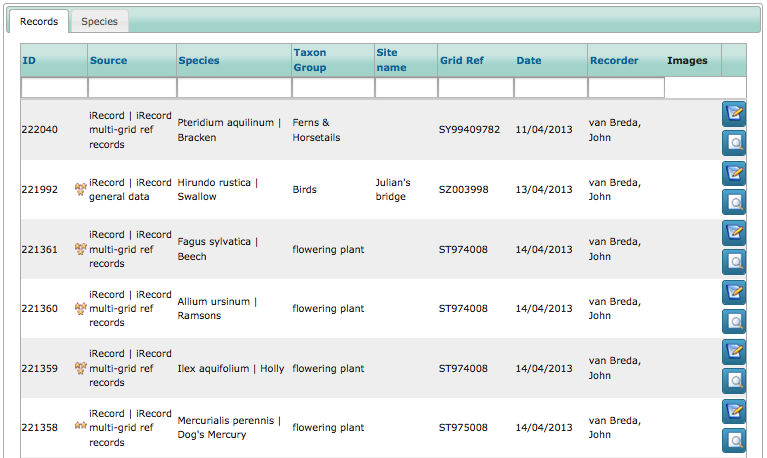 Records Species
ID Source Species Taxon Group Site name Grid Ref Date Recorder Images
222040 iRecord | iRecord multi-grid ref records Pteridium aquilinum | Bracken Ferns & Horsetails SY99409782 11/04/2013 van Breda, John
221992 iRecord | iRecord general data Hirundo rustica | Swallow Birds Julian's bridge SZ003998 13/04/2013 van Breda, John
221361 iRecord | iRecord multi-grid ref records Fagus sylvatica | Beech flowering plant ST974008 14/04/2013 van Breda, John
221360 iRecord | iRecord multi-grid ref records Allium ursinum | Ramsons flowering plant ST974008 14/04/2013 van Breda, John
221359 iRecord | iRecord multi-grid ref records Ilex aquifolium | Holly flowering plant ST974008 14/04/2013 van Breda, John
221358 iRecord | iRecord multi-grid ref records Mercurialis perennis | Dog's Mercury flowering plant ST975008 14/04/2013 van Breda, John